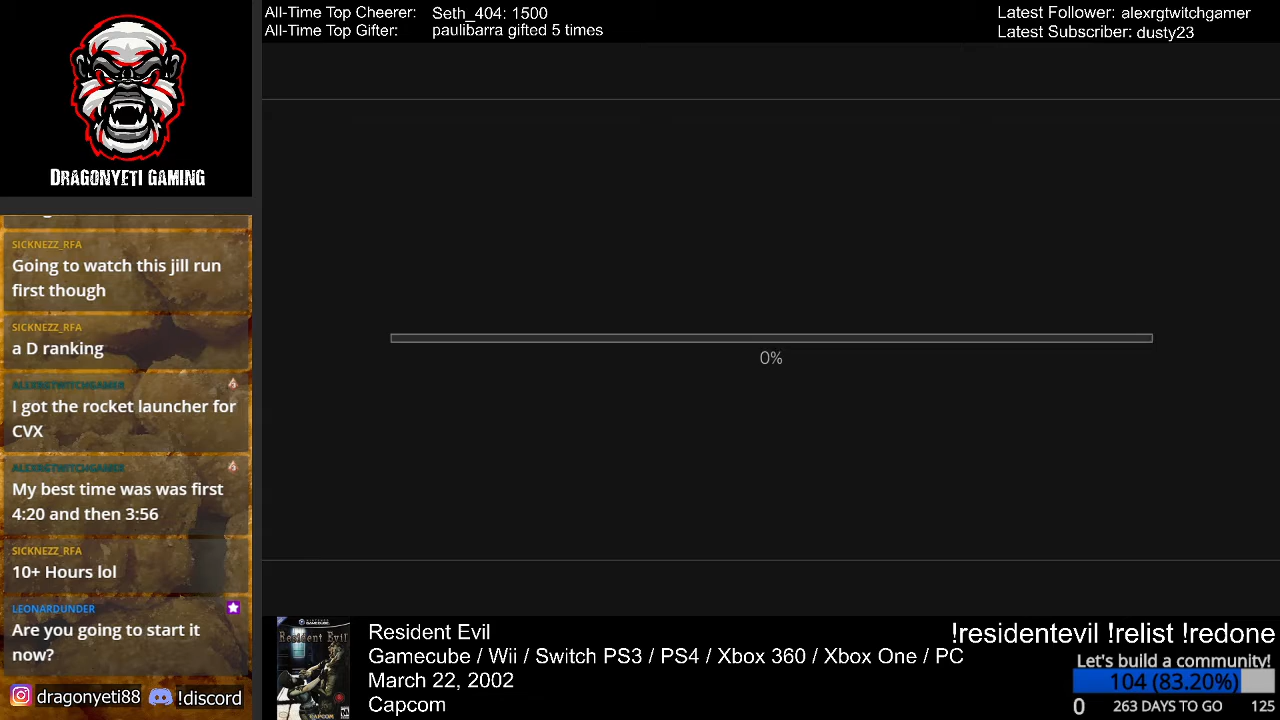 All-Time Top Cheerer: Seth_404: 1500
All-Time Top Gifter: paulibarra gifted 5 times
Latest Follower: alexrgtwitchgamer
Latest Subscriber: dusty23
DRAGONYETI GAMING
SICKNEZZ_RFA
Going to watch this jill run
first though
SICKNEZZ_RFA
a D ranking
ALEXRGTWITCHGAMER
I got the rocket launcher for
CVX
ALEXRGTWITCHGAMER
My best time was was first
4:20 and then 3:56
SICKNEZZ_RFA
10+ Hours lol
LEONARDUNDER
Are you going to start it
now?
dragonyeti88 !discord
0%
Resident Evil
CAPCOM
Resident Evil
Gamecube / Wii / Switch PS3 / PS4 / Xbox 360 / Xbox One / PC
March 22, 2002
Capcom
!residentevil !relist !redone
Let's build a community!
104 (83.20%)
0 263 DAYS TO GO 125